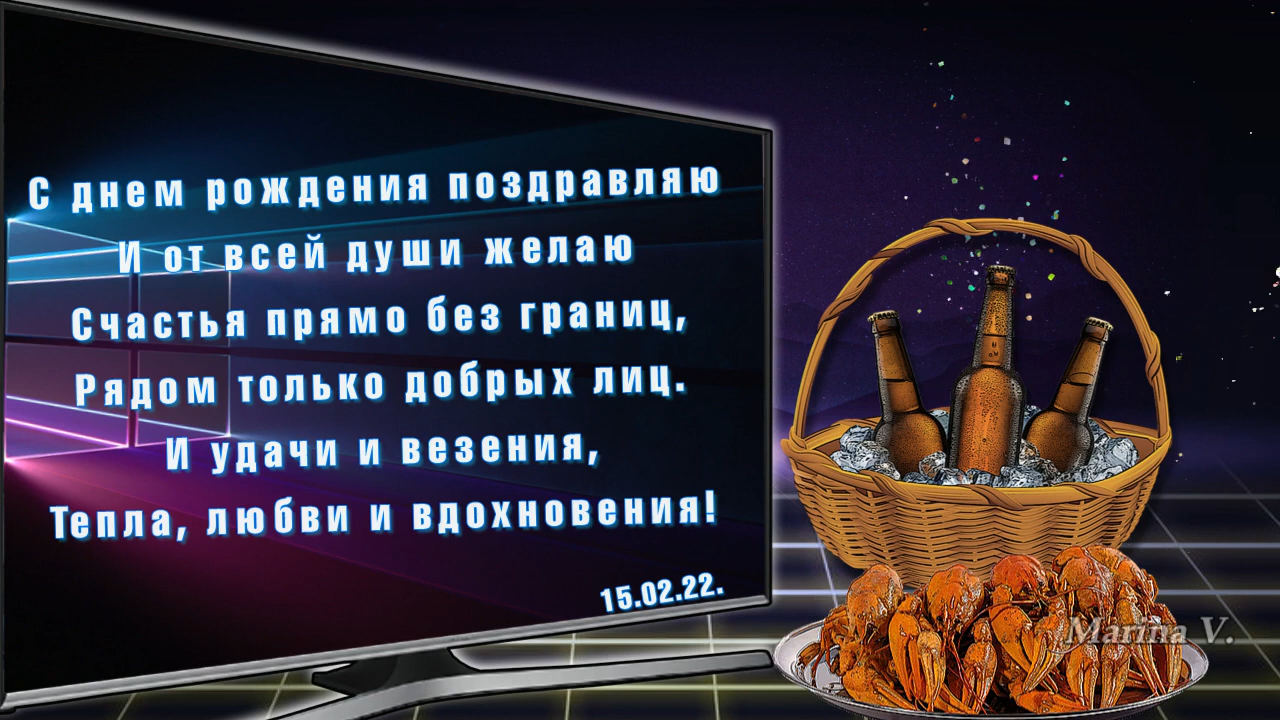 С днем рождения поздравляю
И от всей души желаю
Счастья прямо без границ,
Рядом только добрых лиц.
И удачи и везения,
Тепла, любви и вдохновения!
15.02.22.
Marina V.